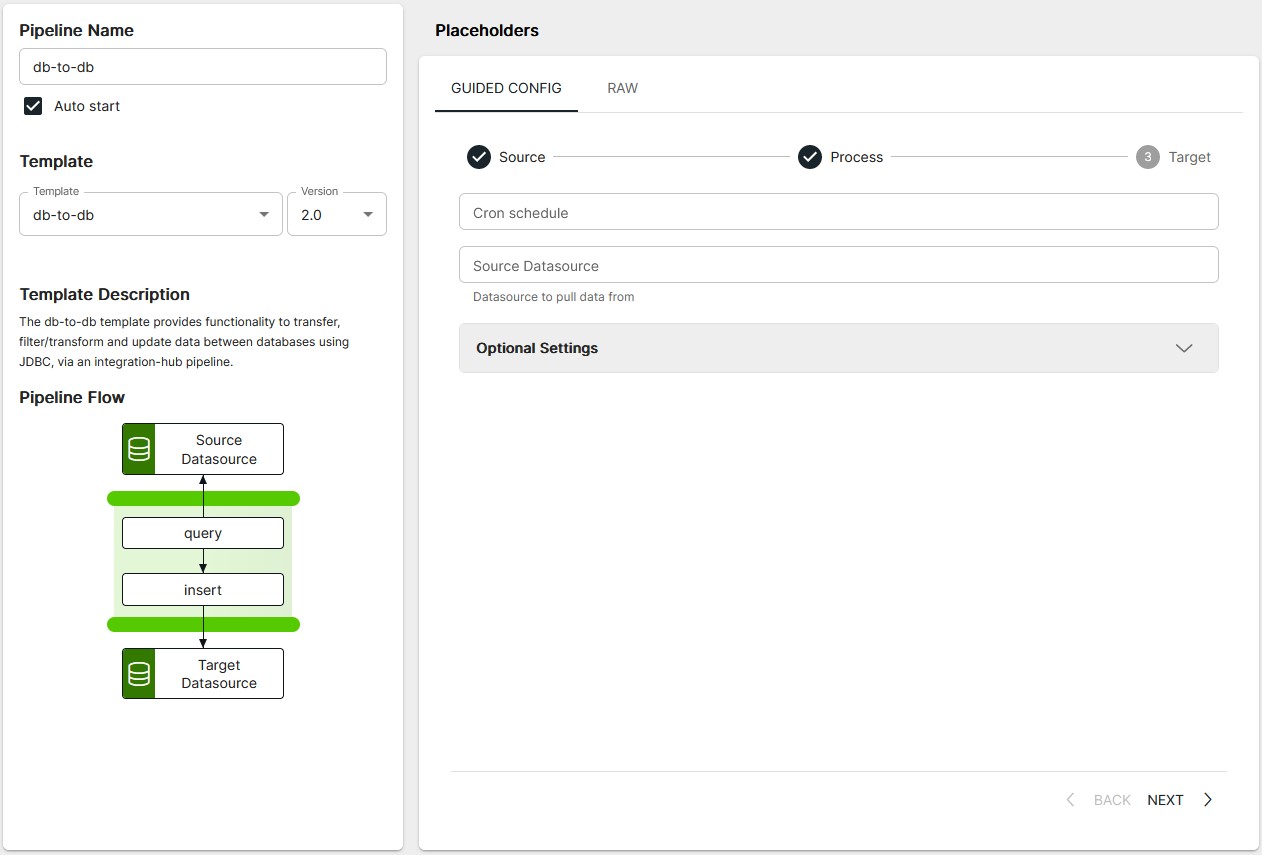 Pipeline Name
db-to-db
Auto start
Template
Template
db-to-db
Version
2.0
Template Description
The db-to-db template provides functionality to transfer,
filter/transform and update data between databases using
JDBC, via an integration-hub pipeline.
Pipeline Flow
Source
Datasource
query
insert
Target
Datasource
Placeholders
GUIDED CONFIG
RAW
Source
Process
3
Target
Cron schedule
Source Datasource
Datasource to pull data from
Optional Settings
BACK
NEXT